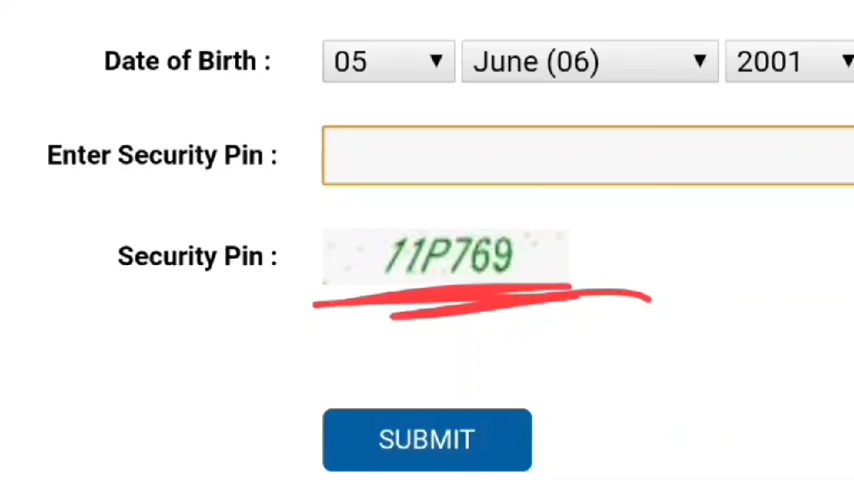 Date of Birth : 05 June (06) 2001
Enter Security Pin :
Security Pin : 11P769
SUBMIT